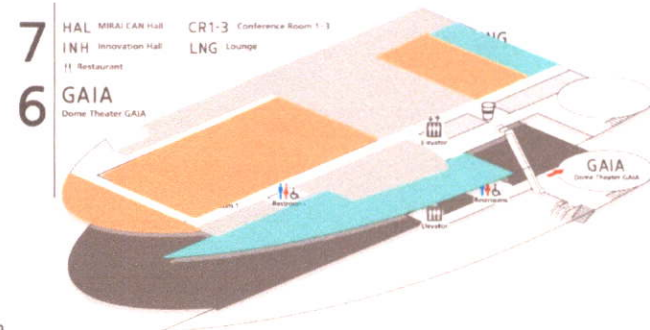 7
HAL MIRAI CAN Hall
CR1-3 Conference Room 1-3
INH Innovation Hall
LNG Lounge
Restaurant
6
GAIA
Dome Theater GAIA
NG
Elevator
Restrooms
Restrooms
Elevator
GAIA
Dome Theater GAIA